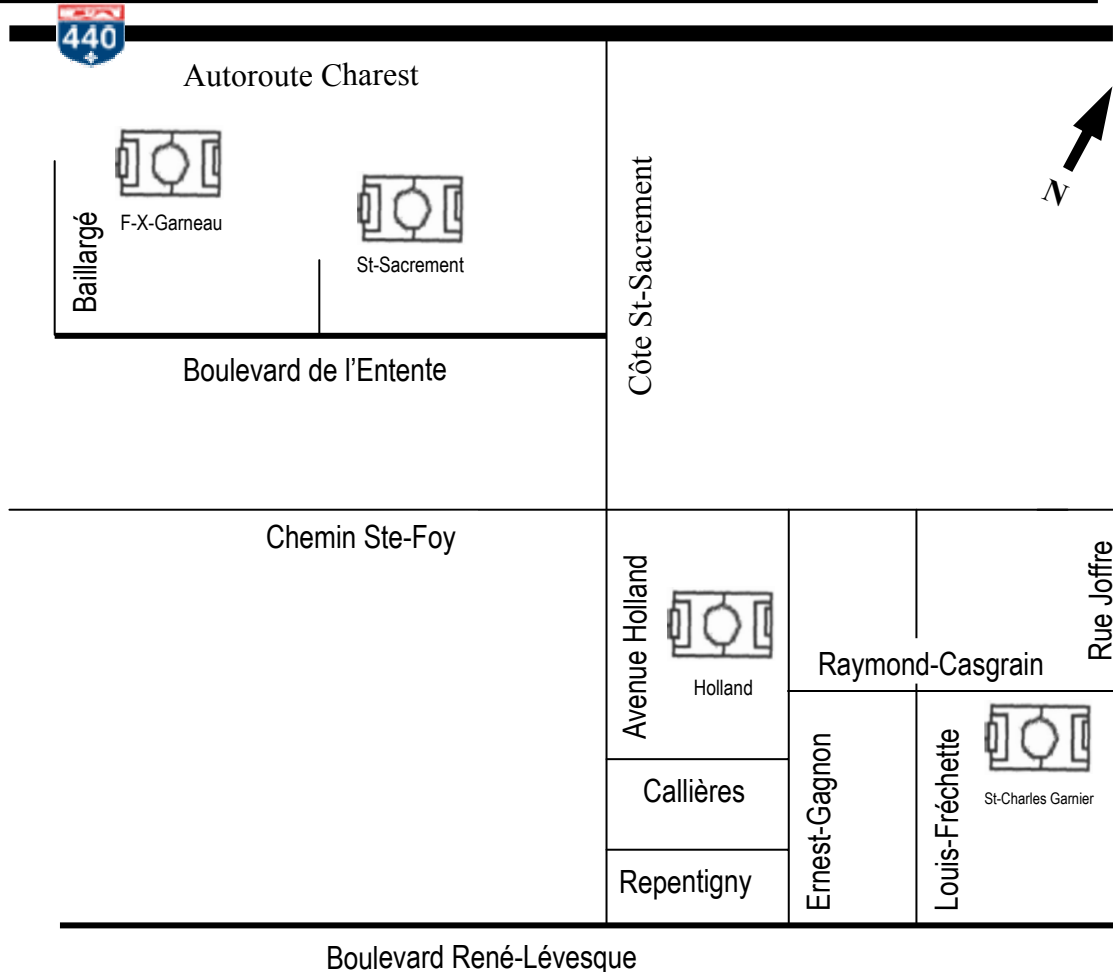 440
Autoroute Charest
F-X-Garneau
St-Sacrement
Baillargé
Côte St-Sacrement
N
Boulevard de l'Entente
Chemin Ste-Foy
Avenue Holland
Holland
Rue Joffre
Raymond-Casgrain
Callières
Repentigny
Ernest-Gagnon
Louis-Fréchette
St-Charles Garnier
Boulevard René-Lévesque